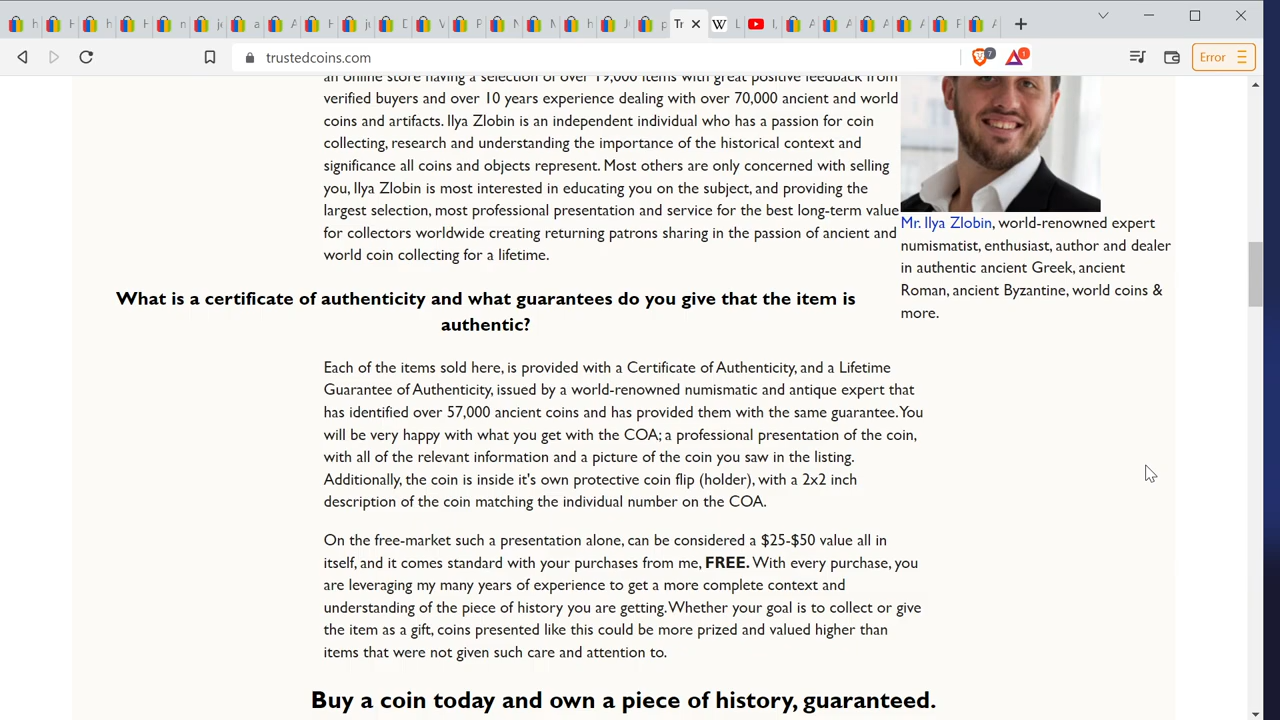 Tr
W L
I,
trustedcoins.com
7
1
Error
an online store having a selection of over 19,000 items with great positive feedback from
verified buyers and over 10 years experience dealing with over 70,000 ancient and world
coins and artifacts. Ilya Zlobin is an independent individual who has a passion for coin
collecting, research and understanding the importance of the historical context and
significance all coins and objects represent. Most others are only concerned with selling
you, Ilya Zlobin is most interested in educating you on the subject, and providing the
largest selection, most professional presentation and service for the best long-term value
for collectors worldwide creating returning patrons sharing in the passion of ancient and
world coin collecting for a lifetime.
Mr. Ilya Zlobin, world-renowned expert
numismatist, enthusiast, author and dealer
in authentic ancient Greek, ancient
Roman, ancient Byzantine, world coins &
more.
What is a certificate of authenticity and what guarantees do you give that the item is
authentic?
Each of the items sold here, is provided with a Certificate of Authenticity, and a Lifetime
Guarantee of Authenticity, issued by a world-renowned numismatic and antique expert that
has identified over 57,000 ancient coins and has provided them with the same guarantee. You
will be very happy with what you get with the COA; a professional presentation of the coin,
with all of the relevant information and a picture of the coin you saw in the listing.
Additionally, the coin is inside it's own protective coin flip (holder), with a 2x2 inch
description of the coin matching the individual number on the COA.
On the free-market such a presentation alone, can be considered a $25-$50 value all in
itself, and it comes standard with your purchases from me, FREE. With every purchase, you
are leveraging my many years of experience to get a more complete context and
understanding of the piece of history you are getting. Whether your goal is to collect or give
the item as a gift, coins presented like this could be more prized and valued higher than
items that were not given such care and attention to.
Buy a coin today and own a piece of history, guaranteed.